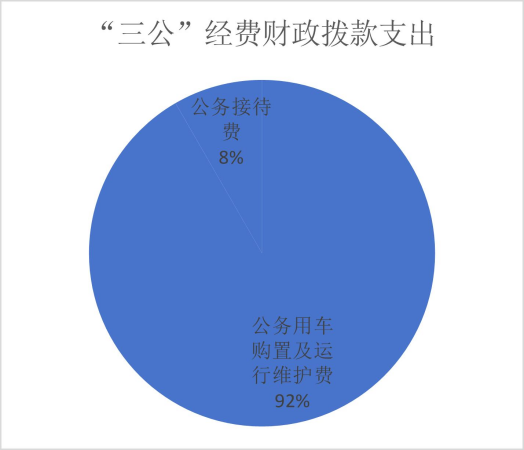 “三公”经费财政拨款支出
公务接待
费
8%
公务用车
购置及运
行维护费
92%